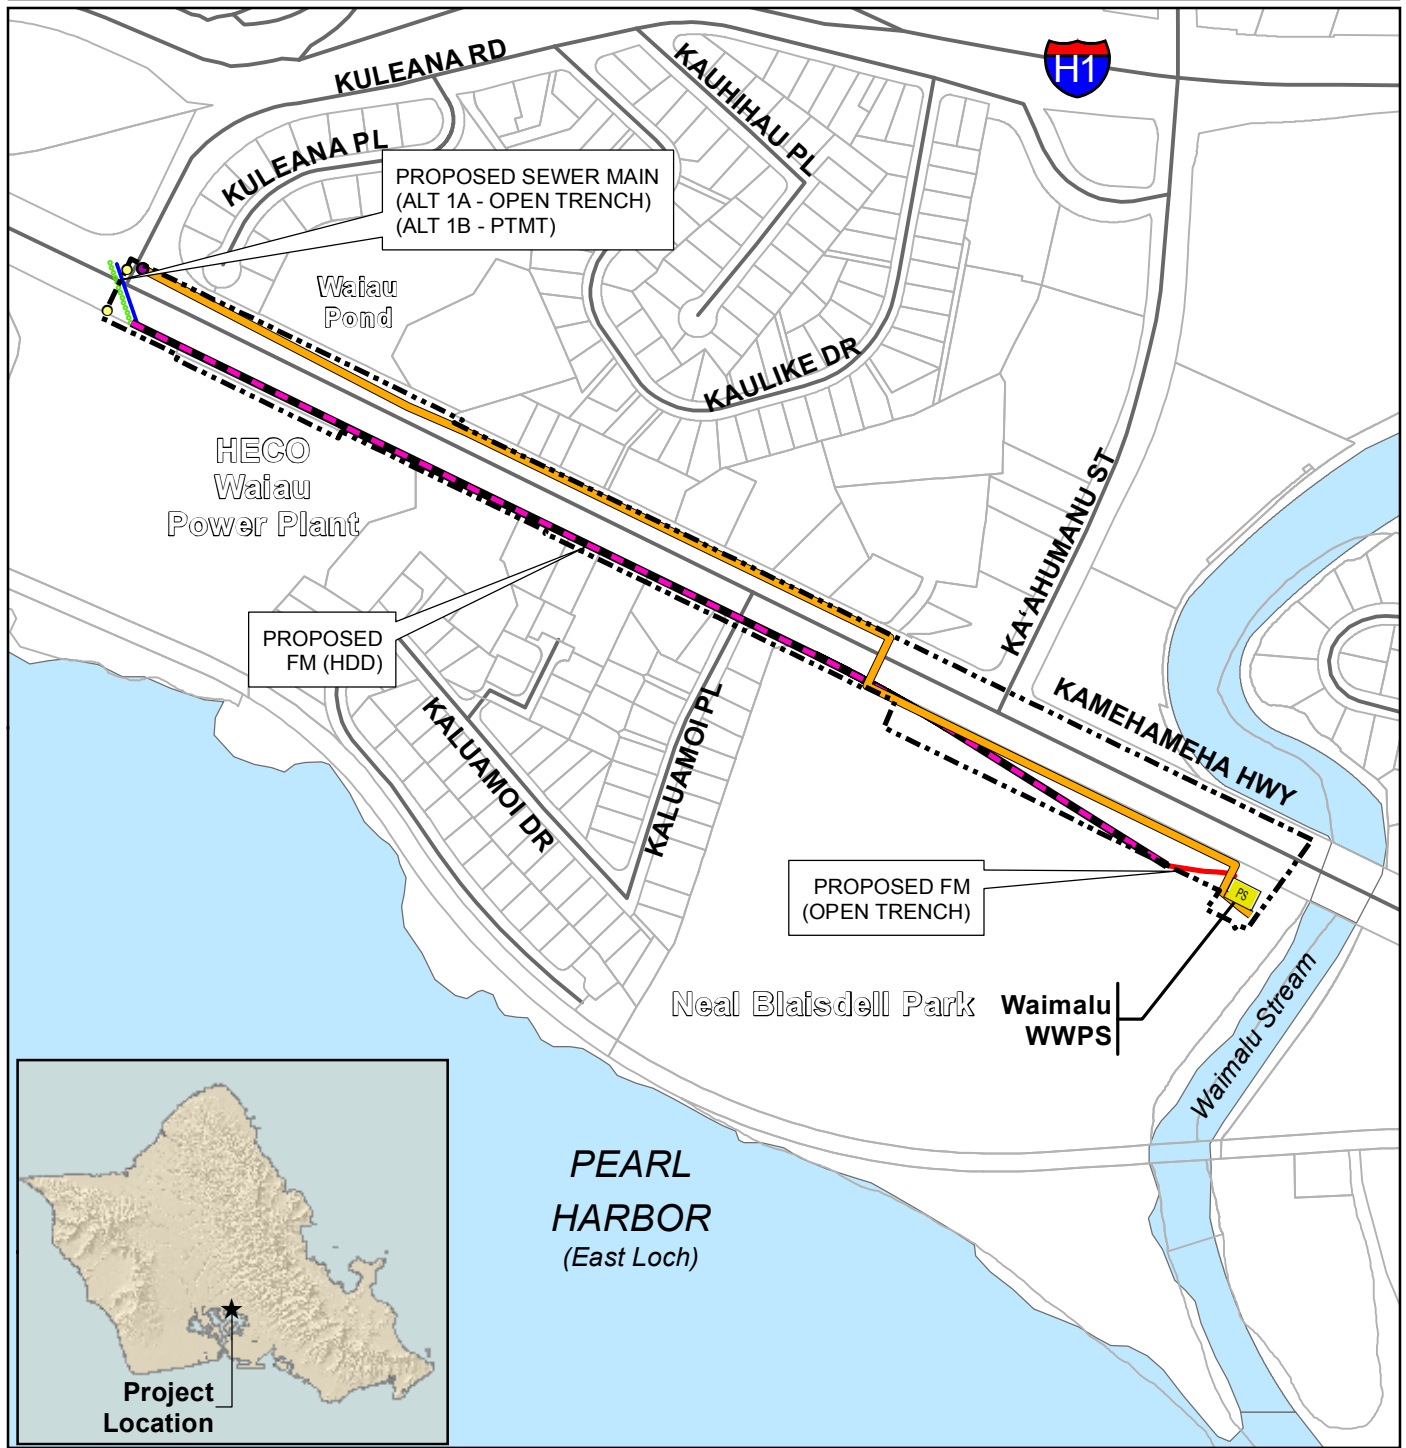 KULEANA RD
KAUHIHAU PL
H1
KULEANA PL
PROPOSED SEWER MAIN
(ALT 1A - OPEN TRENCH)
(ALT 1B - PTMT)
Waiau
Pond
KAULIKE DR
HECO
Waiau
Power Plant
KA‘AHUMANU ST
PROPOSED
FM (HDD)
KALUAMOI DR
KALUAMOI PL
KAMEHAMEHA HWY
PROPOSED FM
(OPEN TRENCH)
PS
Neal Blaisdell Park
Waimalu
WWPS
Waimalu Stream
PEARL
HARBOR
(East Loch)
Project
Location